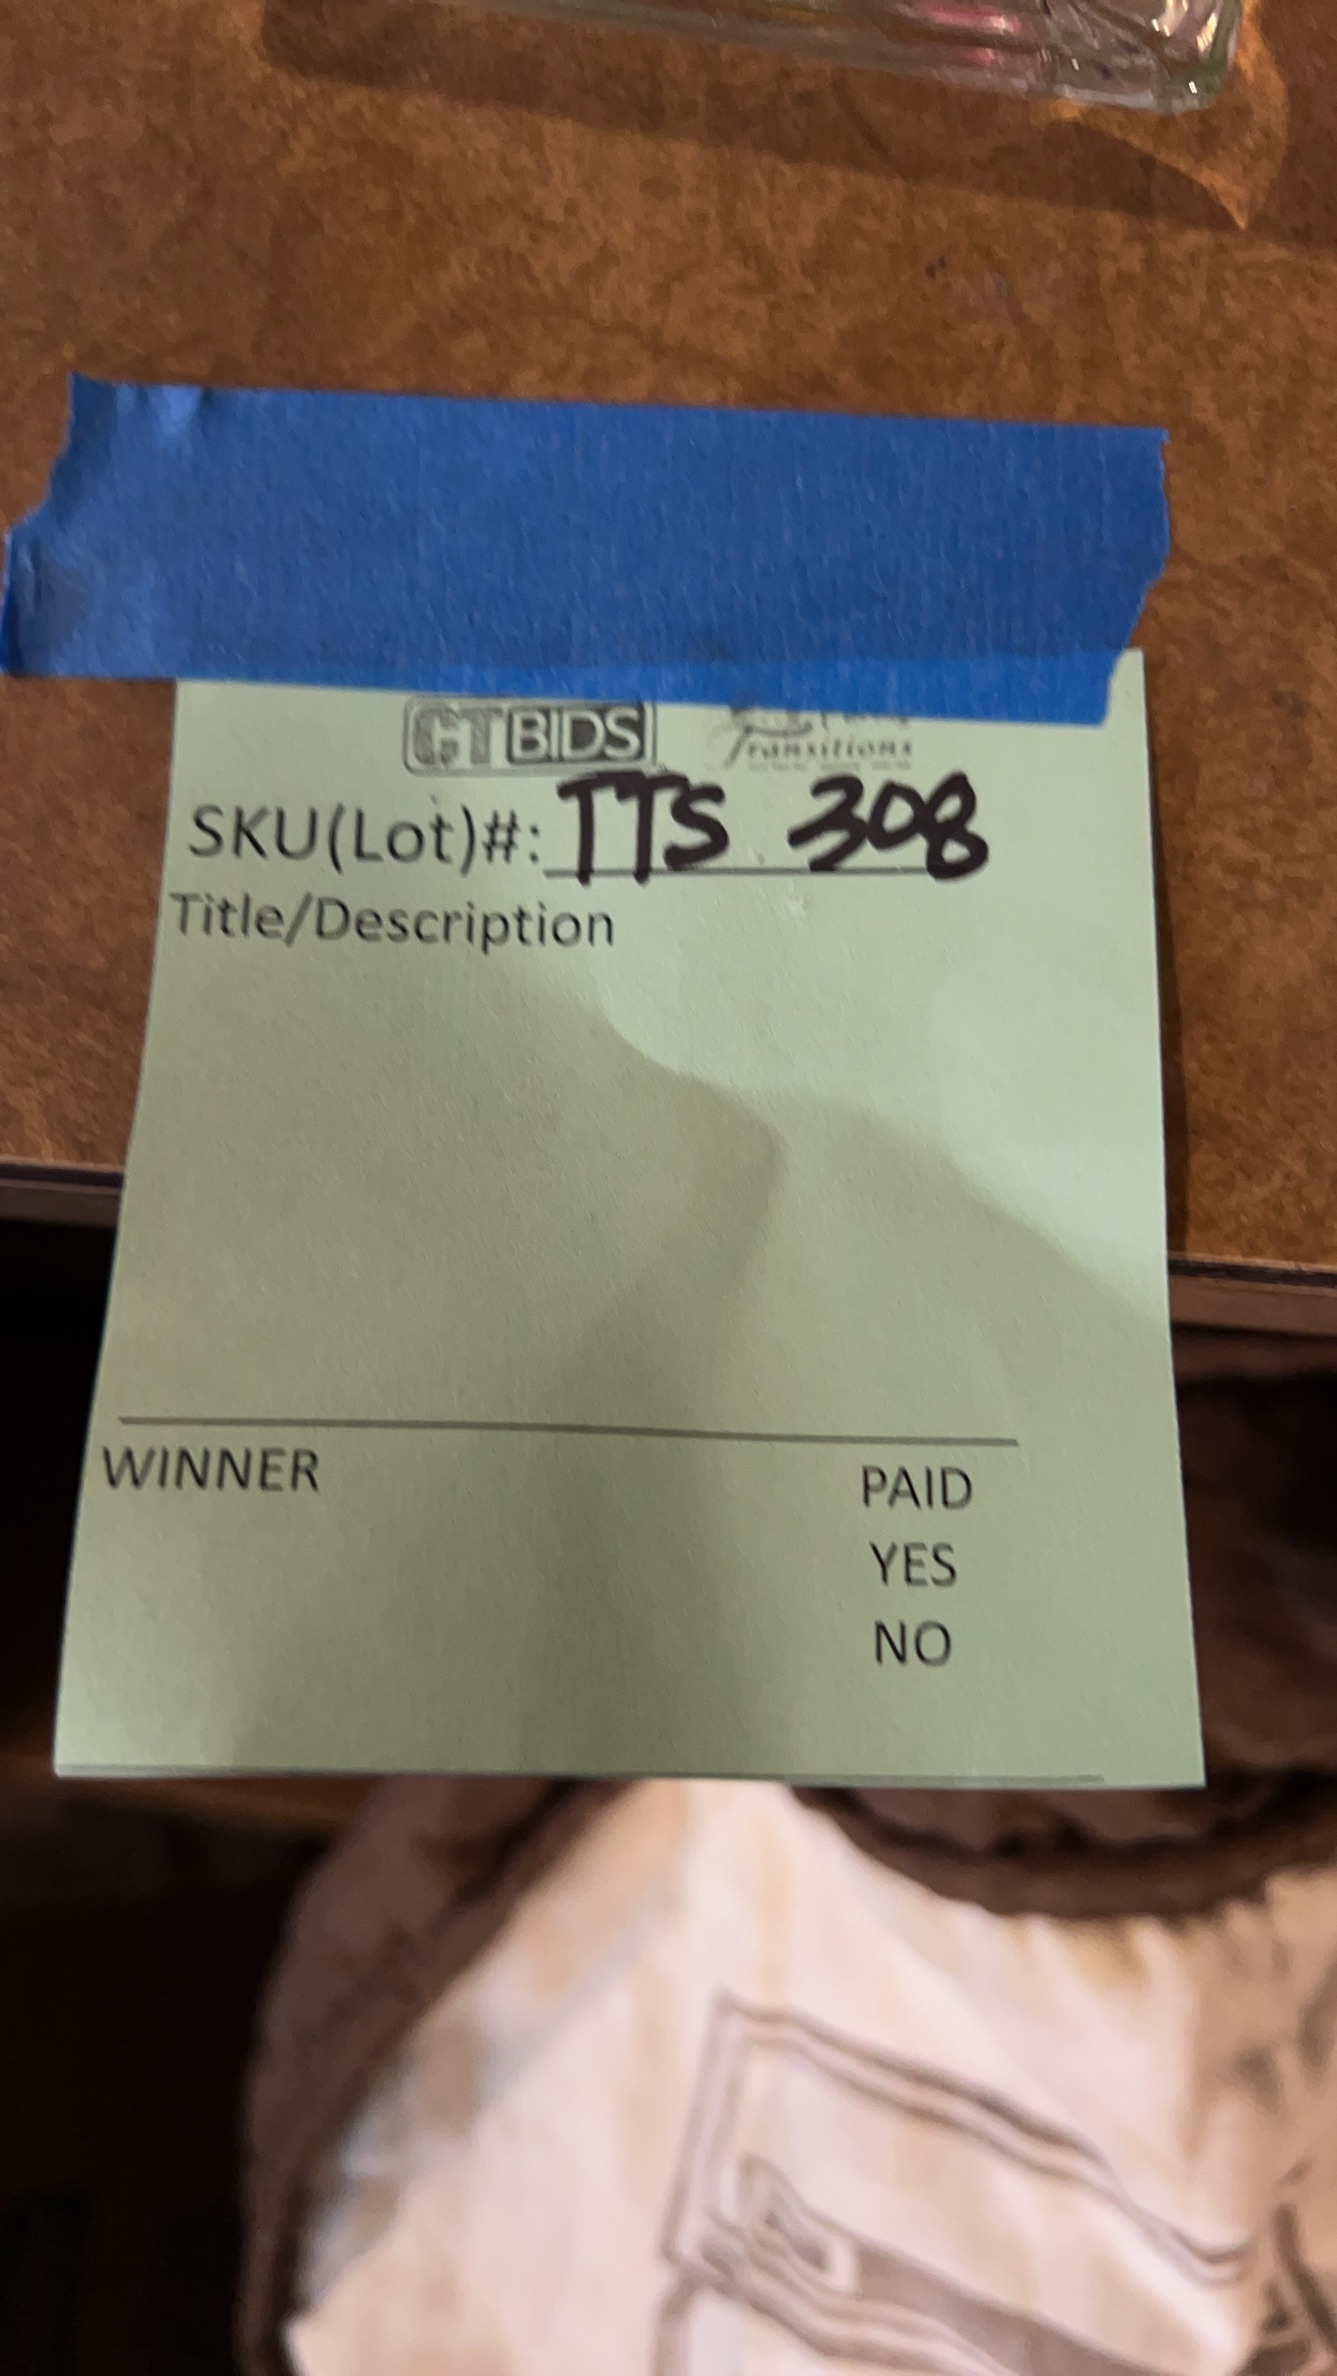 CTBIDS
Transitions
SKU(Lot)#: TTS 308
Title/Description
WINNER
PAID
YES
NO